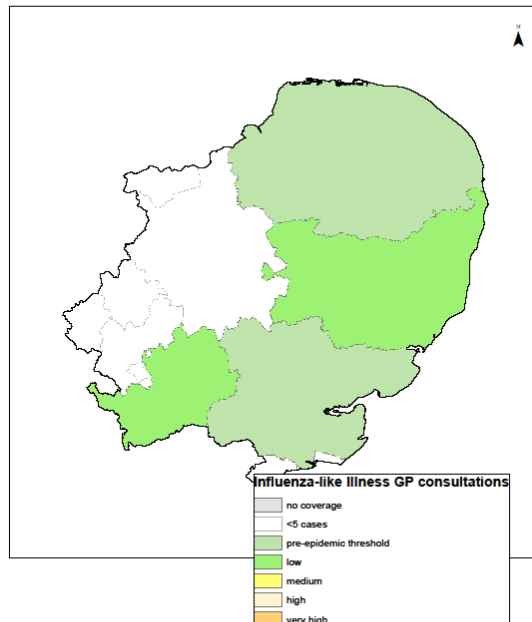 N
Influenza-like Illness GP consultations
no coverage
<5 cases
pre-epidemic threshold
low
medium
high
very high